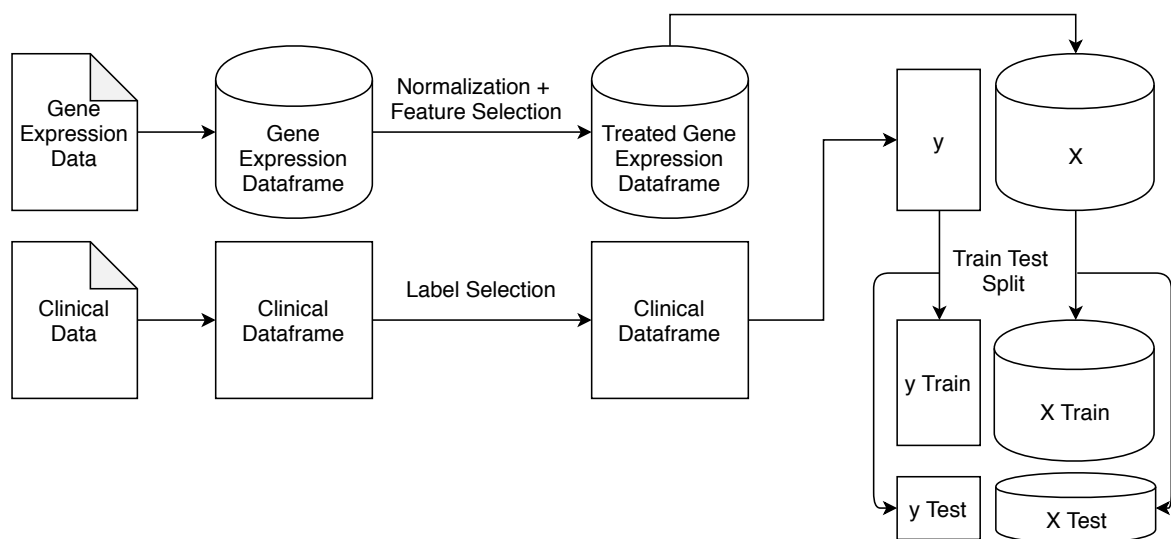 Gene
Expression
Data
Gene
Expression
Dataframe
Normalization +
Feature Selection
Treated Gene
Expression
Dataframe
y
X
Clinical
Data
Clinical
Dataframe
Label Selection
Clinical
Dataframe
Train Test
Split
y Train
X Train
y Test
X Test